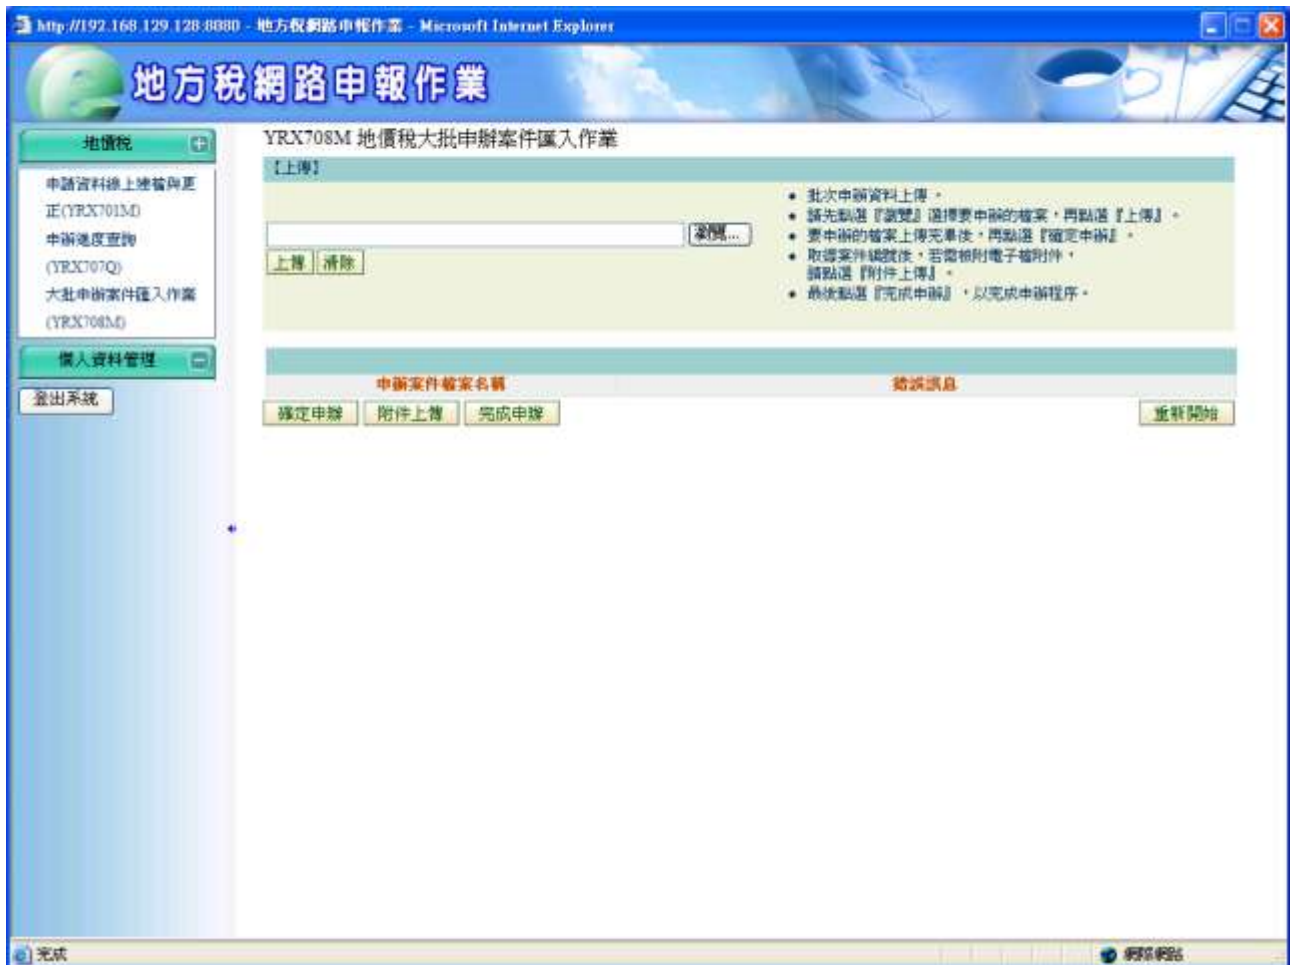 http://192.168.129.128:8080 - 地方稅網路申報作業 - Microsoft Internet Explorer
地方稅網路申報作業
地價稅
申請資料線上建檔與更
正(YRX701M)
申辦進度查詢
(YRX707Q)
大批申辦案件匯入作業
(YRX708M)
個人資料管理
登出系統
YRX708M 地價稅大批申辦案件匯入作業
【上傳】
瀏覽...
上傳 清除
• 批次申辦資料上傳。
• 請先點選『瀏覽』選擇要申辦的檔案，再點選『上傳』。
• 要申辦的檔案上傳完畢後，再點選『確定申辦』。
• 取得案件編號後，若需檢附電子檔附件，
請點選『附件上傳』。
• 最後點選『完成申辦』，以完成申辦程序。
申辦案件檔案名稱 錯誤訊息
確定申辦 附件上傳 完成申辦 重新開始
完成 網際網路